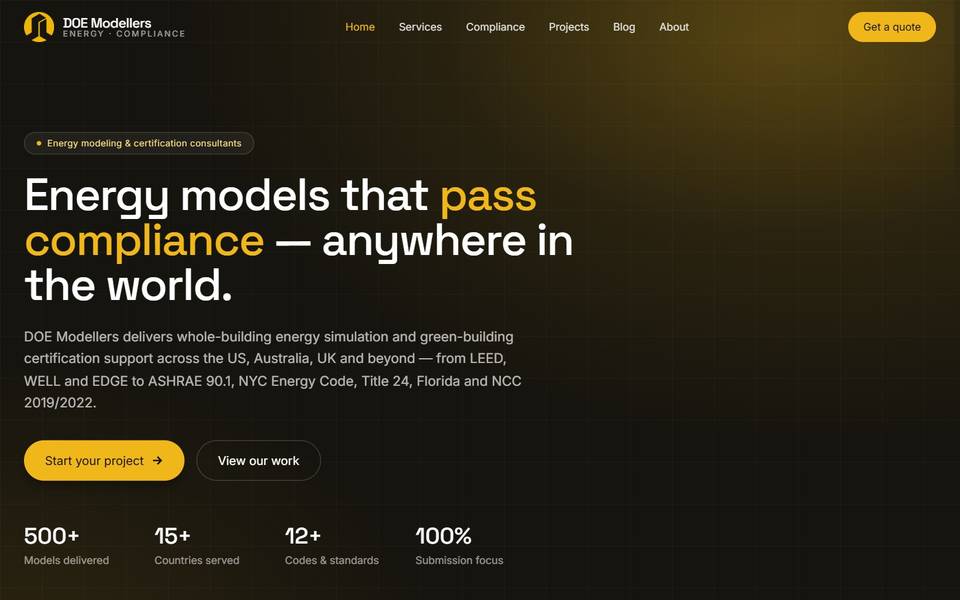 DOE Modellers
ENERGY · COMPLIANCE
Home
Services
Compliance
Projects
Blog
About
Get a quote
Energy modeling & certification consultants
Energy models that pass
compliance — anywhere in
the world.
DOE Modellers delivers whole-building energy simulation and green-building
certification support across the US, Australia, UK and beyond — from LEED,
WELL and EDGE to ASHRAE 90.1, NYC Energy Code, Title 24, Florida and NCC
2019/2022.
Start your project →
View our work
500+
Models delivered
15+
Countries served
12+
Codes & standards
100%
Submission focus